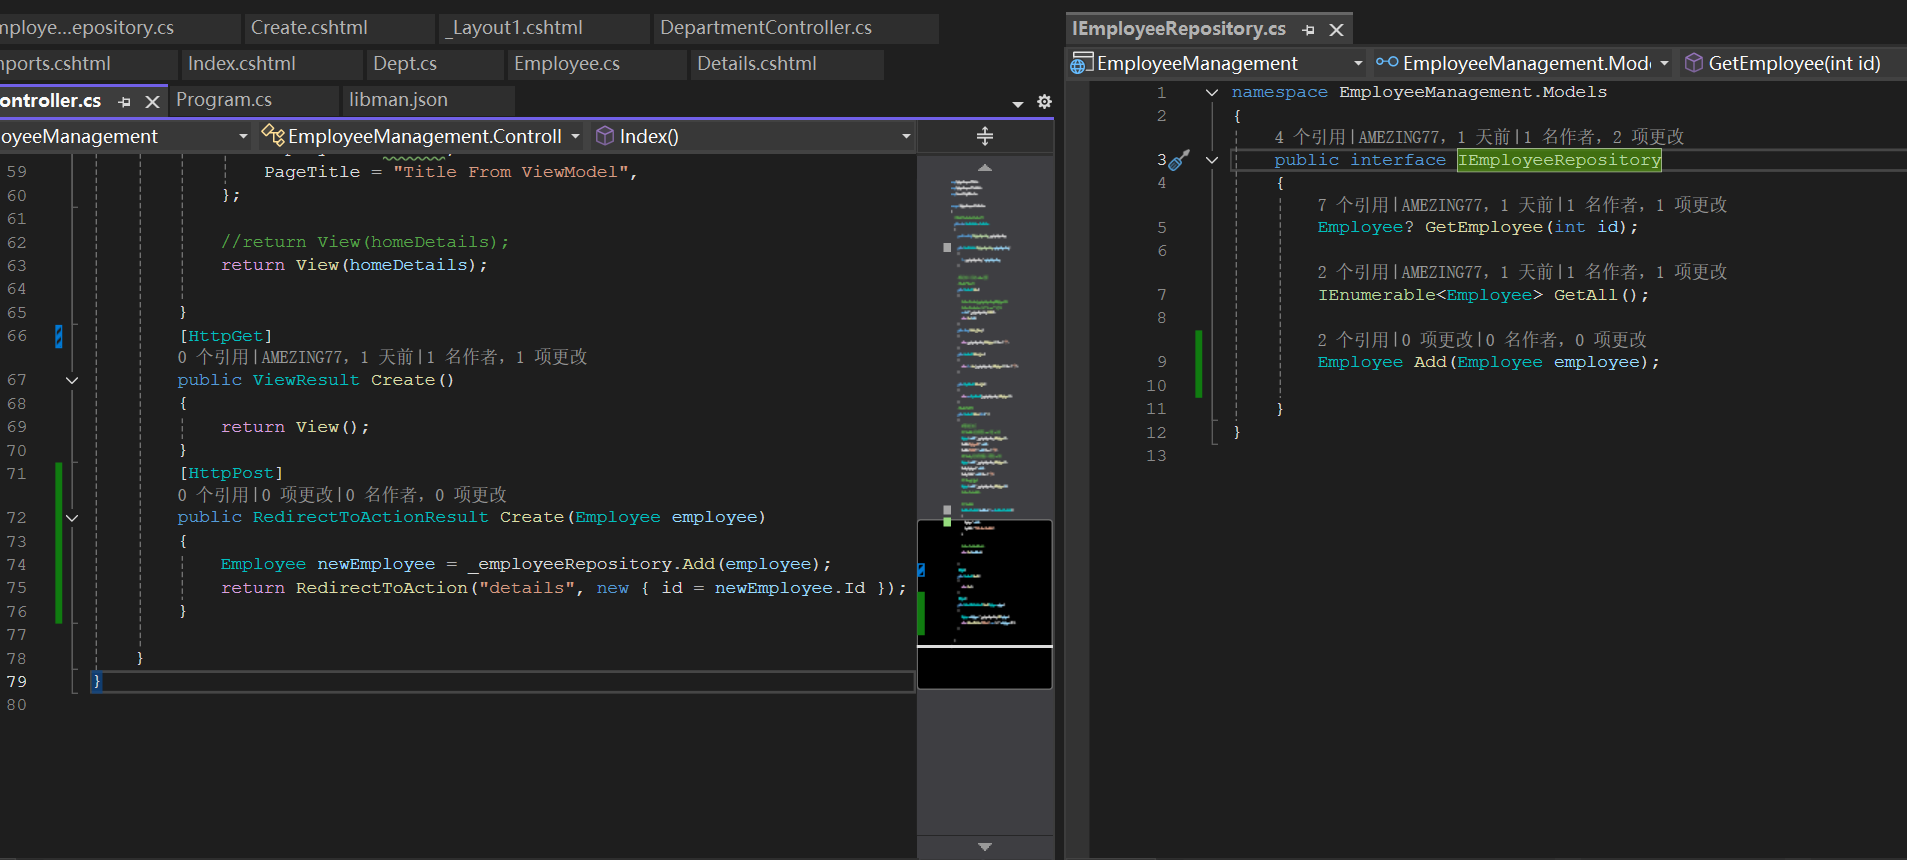 mploye...epository.cs
Create.cshtml
_Layout1.cshtml
DepartmentController.cs
mports.cshtml
Index.cshtml
Dept.cs
Employee.cs
Details.cshtml
ontroller.cs
Program.cs
libman.json
oyeeManagement
EmployeeManagement.Controll
Index()
59 PageTitle = "Title From ViewModel",
60 };
61
62 //return View(homeDetails);
63 return View(homeDetails);
64
65 }
66 [HttpGet]
0 个引用|AMEZING77，1 天前|1 名作者，1 项更改
67 public ViewResult Create()
68 {
69 return View();
70 }
71 [HttpPost]
0 个引用|0 项更改|0 名作者，0 项更改
72 public RedirectToActionResult Create(Employee employee)
73 {
74 Employee newEmployee = _employeeRepository.Add(employee);
75 return RedirectToAction("details", new { id = newEmployee.Id });
76 }
77
78 }
79 }
80
IEmployeeRepository.cs
EmployeeManagement
EmployeeManagement.Mod
GetEmployee(int id)
1 namespace EmployeeManagement.Models
2 {
4 个引用|AMEZING77，1 天前|1 名作者，2 项更改
3 public interface IEmployeeRepository
4 {
7 个引用|AMEZING77，1 天前|1 名作者，1 项更改
5 Employee? GetEmployee(int id);
6
2 个引用|AMEZING77，1 天前|1 名作者，1 项更改
7 IEnumerable<Employee> GetAll();
8
2 个引用|0 项更改|0 名作者，0 项更改
9 Employee Add(Employee employee);
10
11 }
12 }
13